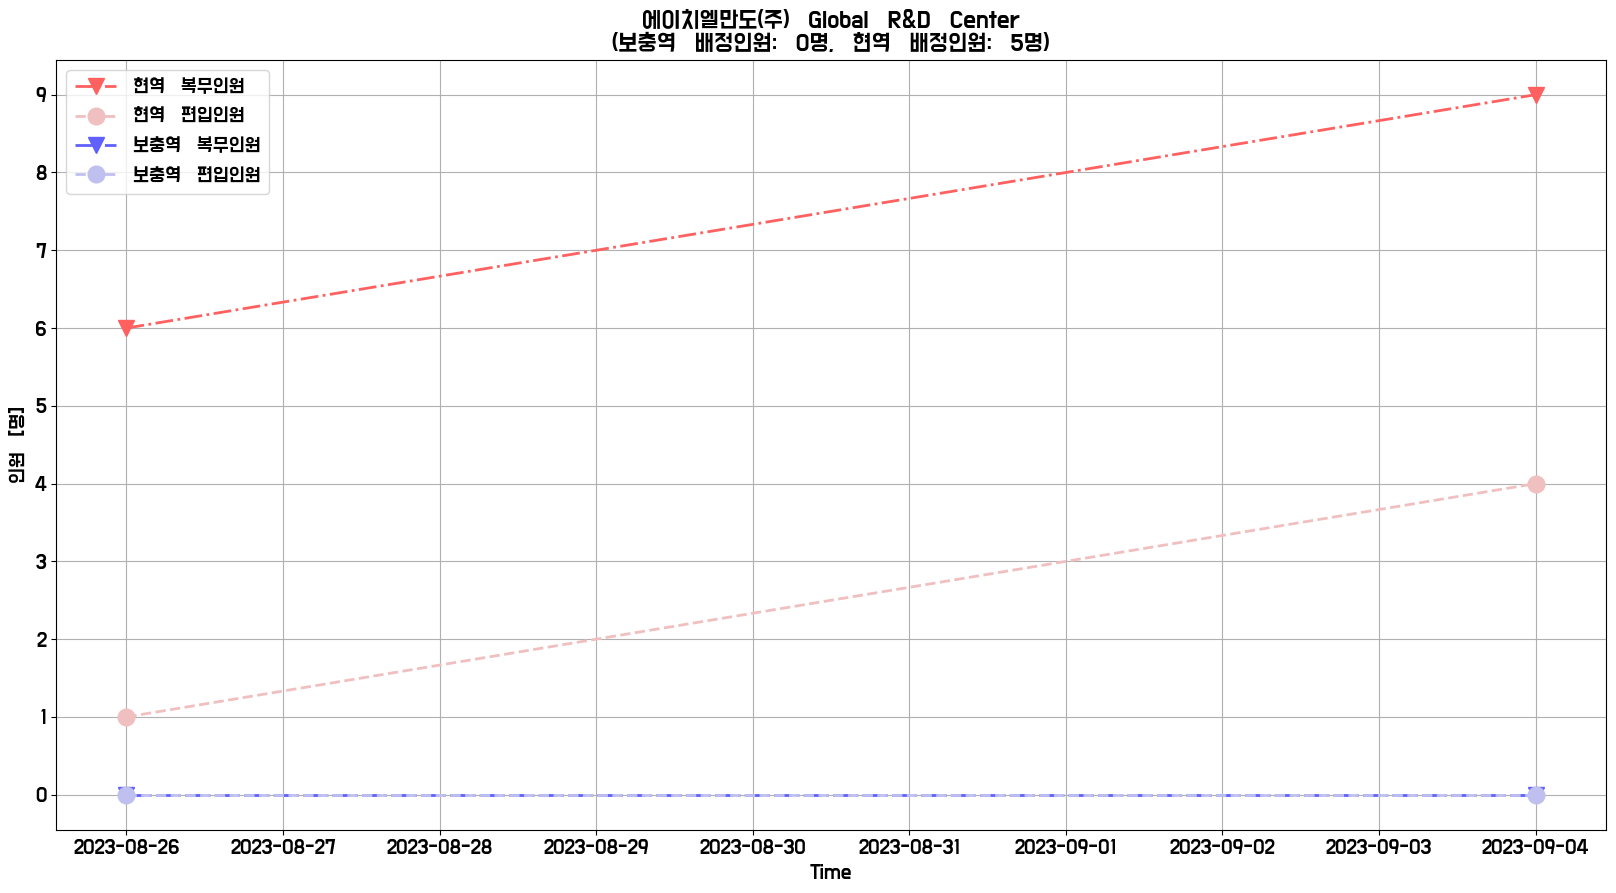 에이치엘만도(주) Global R&D Center
(보충역 배정인원: 0명, 현역 배정인원: 5명)
현역 복무인원
현역 편입인원
보충역 복무인원
보충역 편입인원
9
8
7
6
5
4
3
2
1
0
인원 [명]
2023-08-26 2023-08-27 2023-08-28 2023-08-29 2023-08-30 2023-08-31 2023-09-01 2023-09-02 2023-09-03 2023-09-04
Time